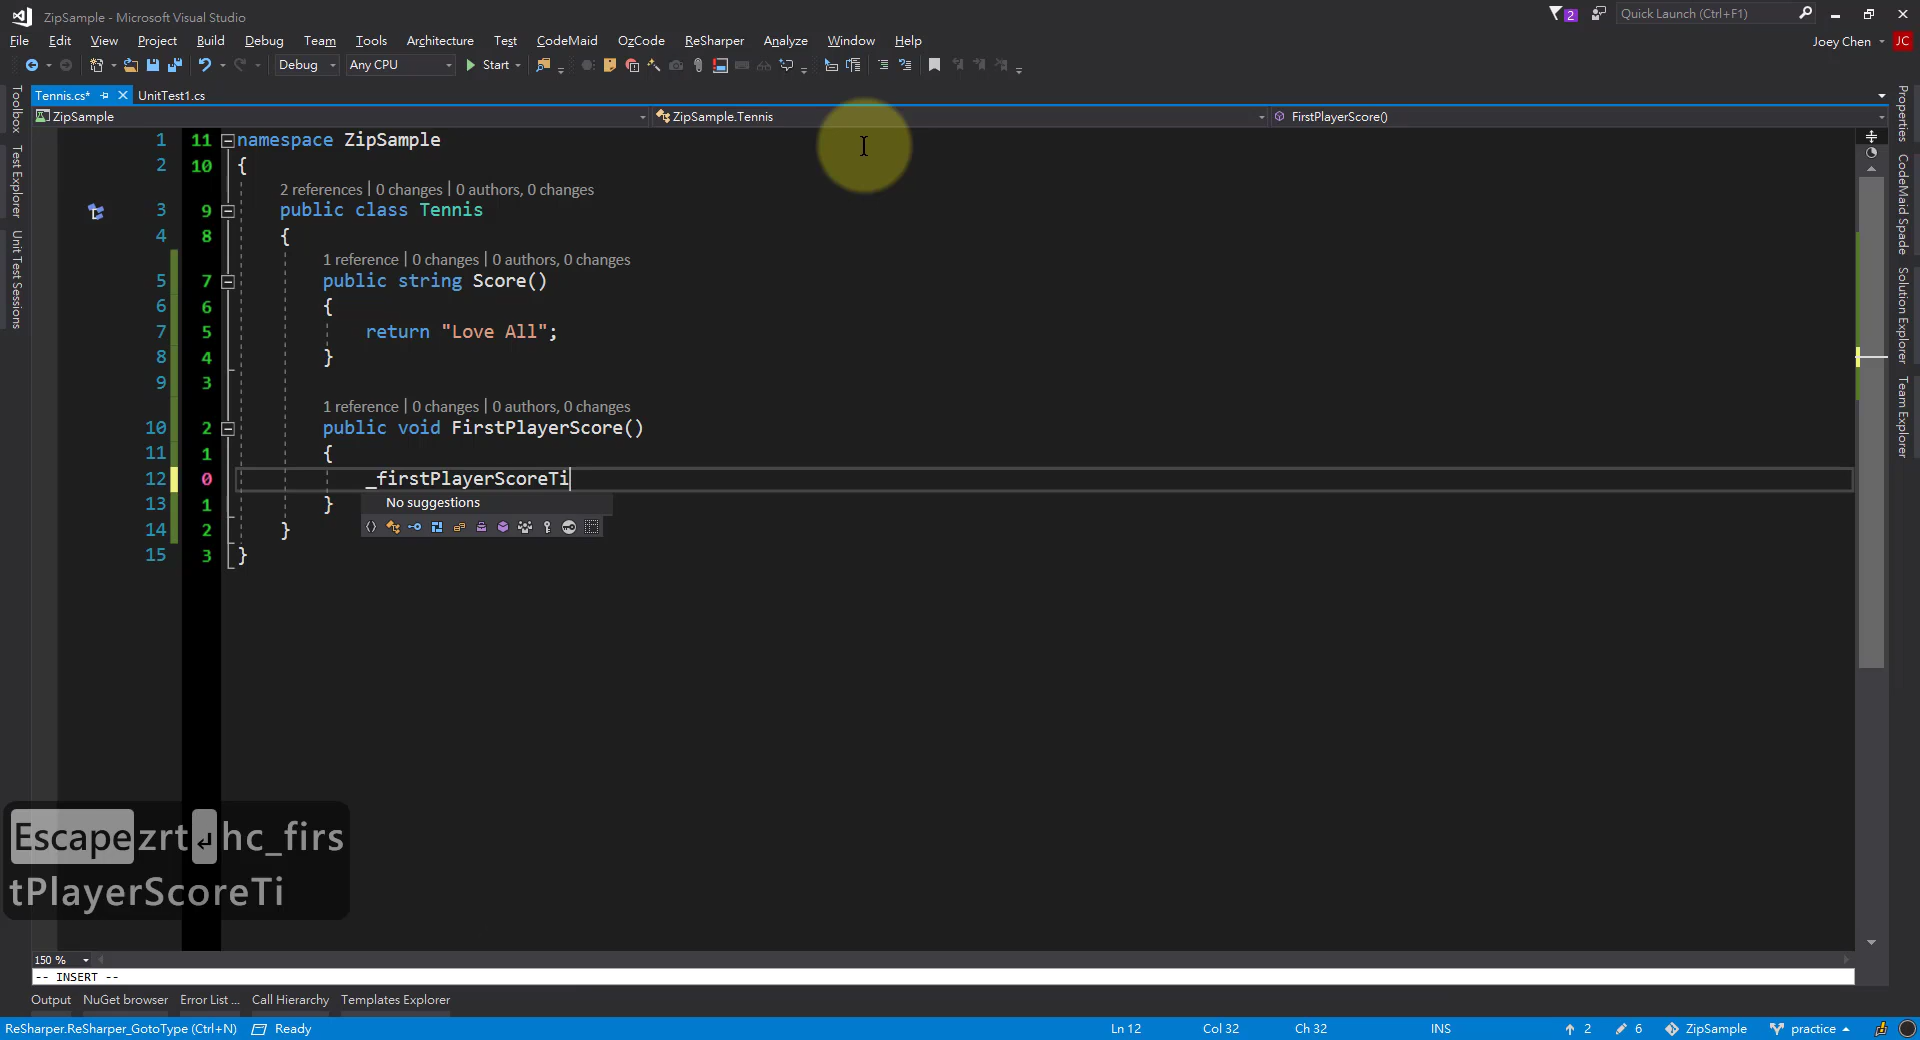 ZipSample - Microsoft Visual Studio
2
Quick Launch (Ctrl+F1)
File Edit View Project Build Debug Team Tools Architecture Test CodeMaid OzCode ReSharper Analyze Window Help
Joey Chen
JC
Debug
Any CPU
Start
Tennis.cs*
UnitTest1.cs
ZipSample
ZipSample.Tennis
FirstPlayerScore()
Toolbox
Test Explorer
Unit Test Sessions
Properties
CodeMaid Spade
Solution Explorer
Team Explorer
1 11 namespace ZipSample
2 10 {
2 references | 0 changes | 0 authors, 0 changes
3 9 public class Tennis
4 8 {
1 reference | 0 changes | 0 authors, 0 changes
5 7 public string Score()
6 6 {
7 5 return "Love All";
8 4 }
9 3
1 reference | 0 changes | 0 authors, 0 changes
10 2 public void FirstPlayerScore()
11 1 {
12 0 _firstPlayerScoreTi
13 1 }
No suggestions
14 2 }
15 3 }
Escape zrt↵hc_firs
tPlayerScoreTi
150 %
-- INSERT --
Output NuGet browser Error List ... Call Hierarchy Templates Explorer
ReSharper.ReSharper_GotoType (Ctrl+N) Ready Ln 12 Col 32 Ch 32 INS 2 6 ZipSample practice